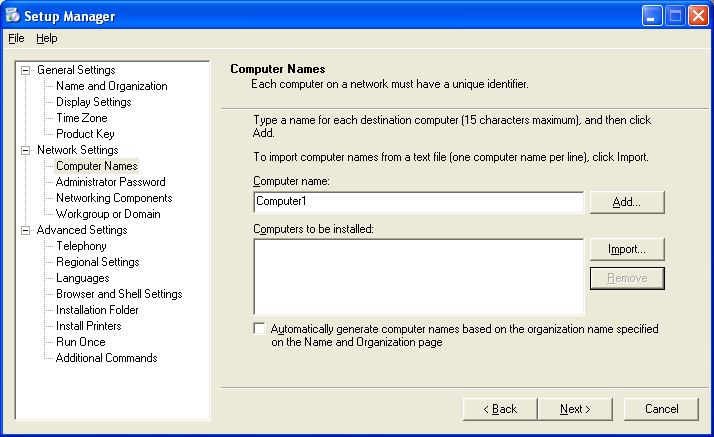 Setup Manager
File Help
General Settings
Name and Organization
Display Settings
Time Zone
Product Key
Network Settings
Computer Names
Administrator Password
Networking Components
Workgroup or Domain
Advanced Settings
Telephony
Regional Settings
Languages
Browser and Shell Settings
Installation Folder
Install Printers
Run Once
Additional Commands
Computer Names
Each computer on a network must have a unique identifier.
Type a name for each destination computer (15 characters maximum), and then click
Add.
To import computer names from a text file (one computer name per line), click Import.
Computer name:
Computer1
Add...
Computers to be installed:
Import...
Remove
Automatically generate computer names based on the organization name specified
on the Name and Organization page
< Back
Next >
Cancel